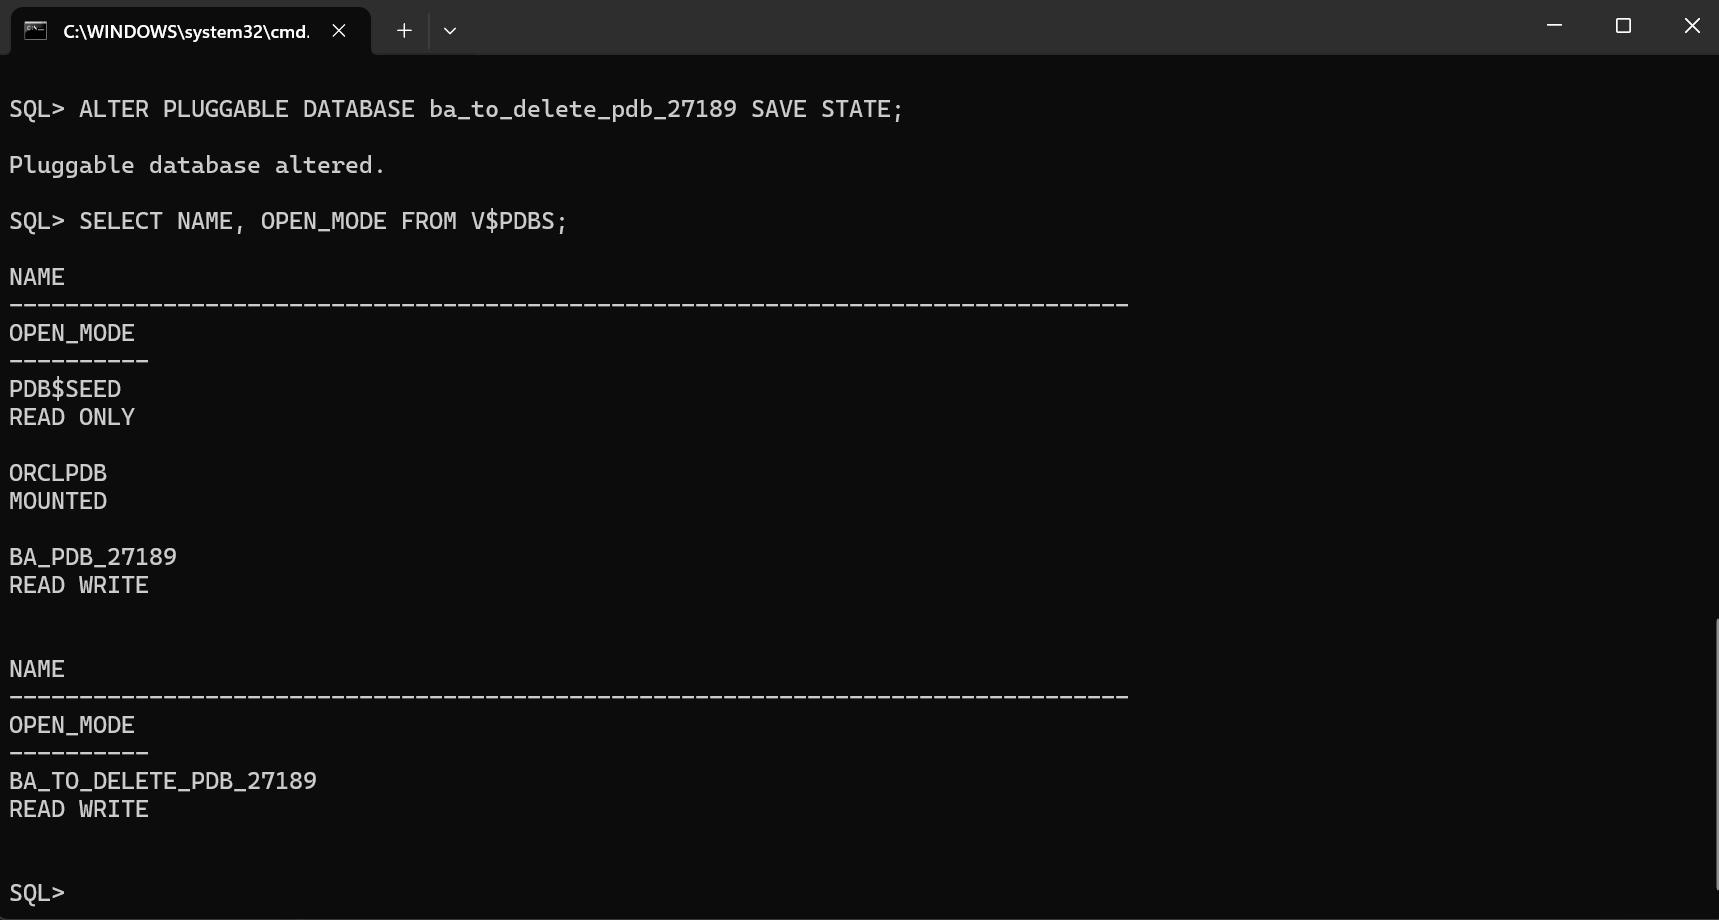 C:\WINDOWS\system32\cmd.
SQL> ALTER PLUGGABLE DATABASE ba_to_delete_pdb_27189 SAVE STATE;
Pluggable database altered.
SQL> SELECT NAME, OPEN_MODE FROM V$PDBS;
NAME
--------------------------------------------------------------------------------
OPEN_MODE
----------
PDB$SEED
READ ONLY
ORCLPDB
MOUNTED
BA_PDB_27189
READ WRITE
NAME
--------------------------------------------------------------------------------
OPEN_MODE
----------
BA_TO_DELETE_PDB_27189
READ WRITE
SQL>